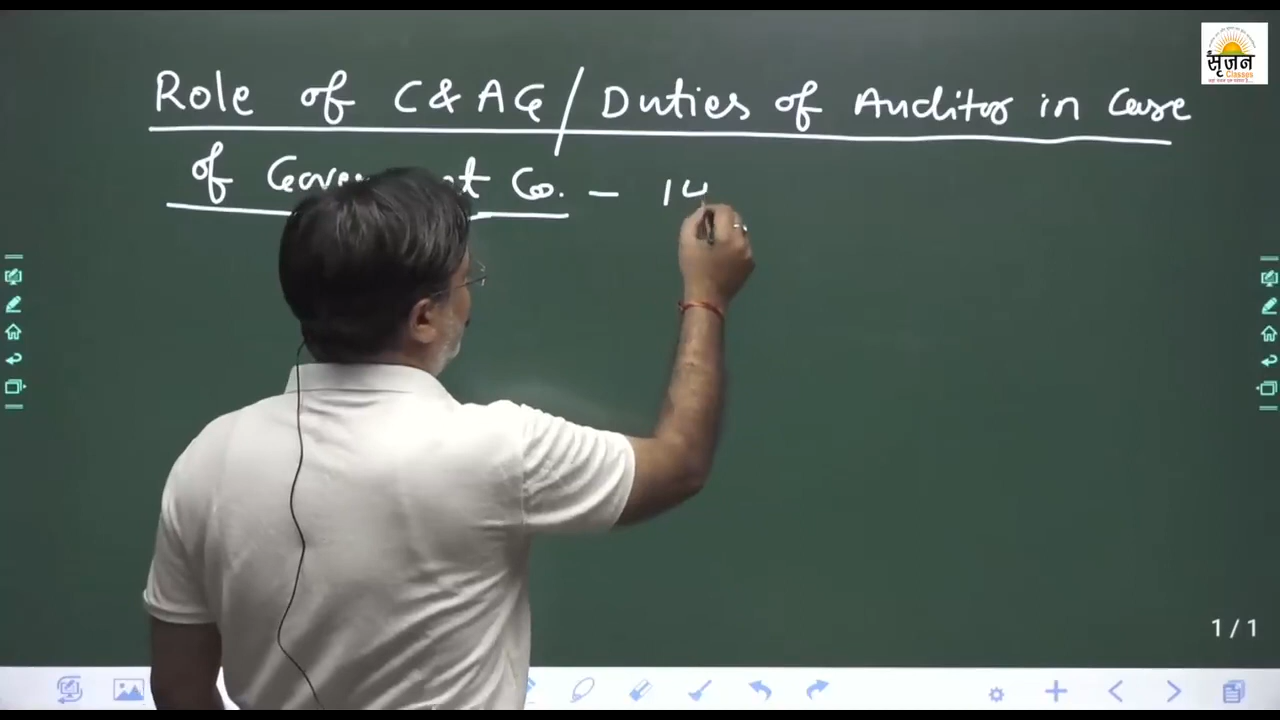 Role of C & AG / Duties of Auditor in Case
of Co. – 14
सृजन
Classes
1 / 1